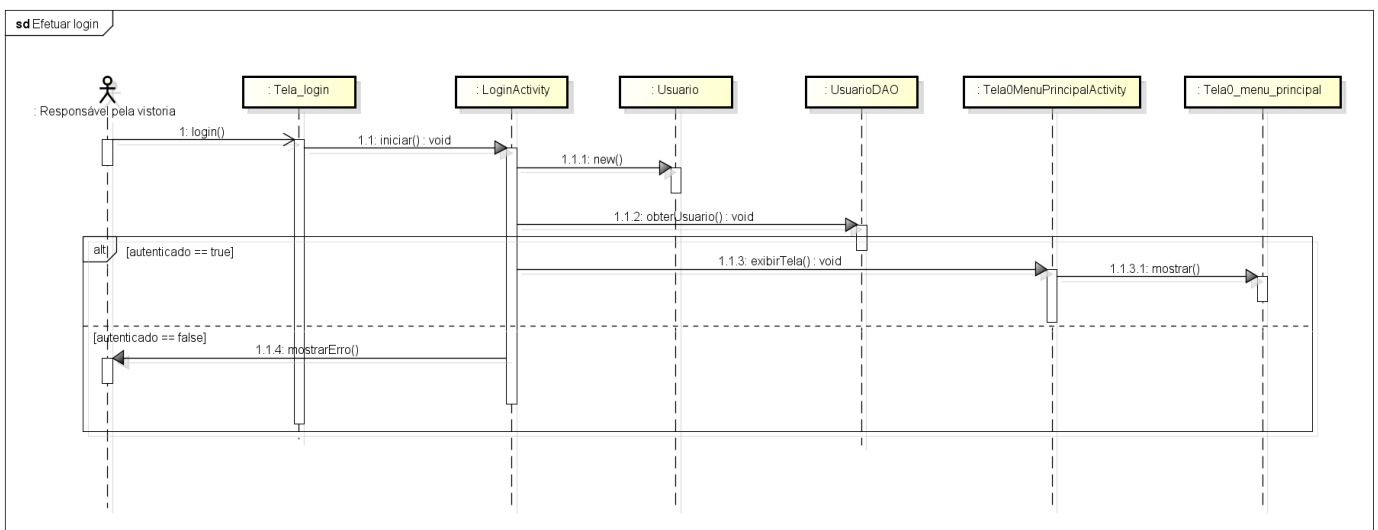 sd Efetuar login
: Responsável pela vistoria
: Tela_login
: LoginActivity
: Usuario
: UsuarioDAO
: Tela0MenuPrincipalActivity
: Tela0_menu_principal
1: login()
1.1: iniciar() : void
1.1.1: new()
1.1.2: obterUsuario() : void
alt
[autenticado == true]
1.1.3: exibirTela() : void
1.1.3.1: mostrar()
[autenticado == false]
1.1.4: mostrarErro()